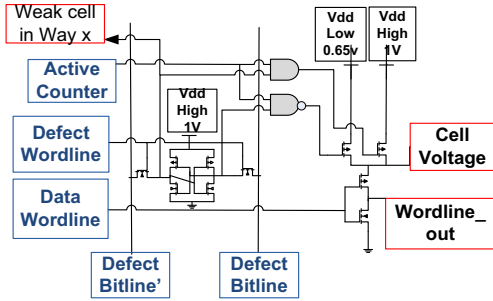 Weak cell
in Way x
Vdd
Low
0.65v
Vdd
High
1V
Active
Counter
Vdd
High
1V
Defect
Wordline
Cell
Voltage
Data
Wordline
Wordline_
out
Defect
Bitline'
Defect
Bitline